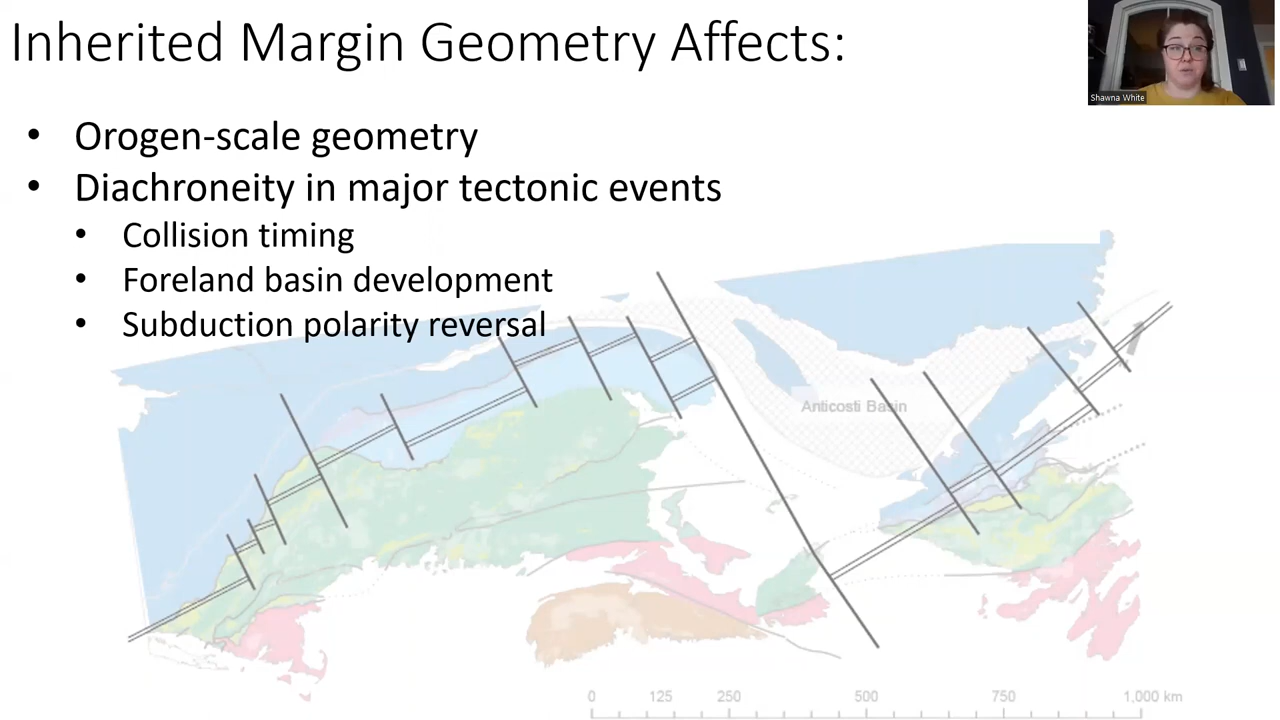 Inherited Margin Geometry Affects:
Shawna White
• Orogen-scale geometry
• Diachroneity in major tectonic events
• Collision timing
• Foreland basin development
• Subduction polarity reversal
Anticosti Basin
0 125 250 500 750 1,000 km